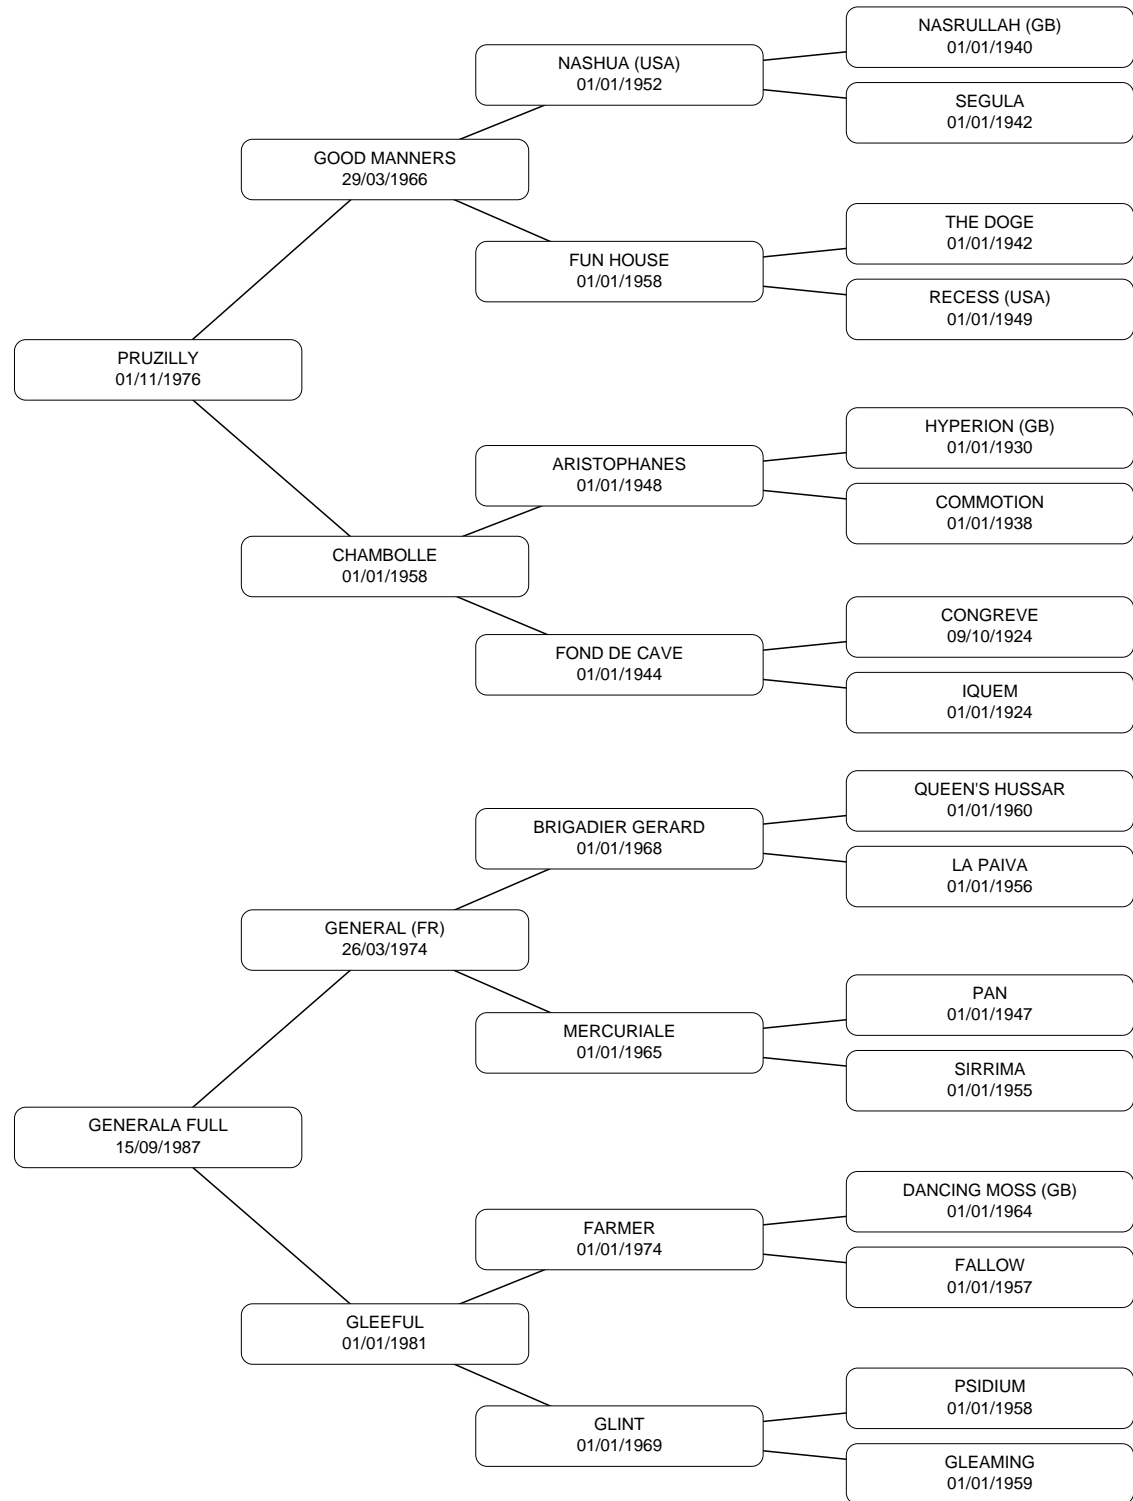 NASRULLAH (GB)
01/01/1940
NASHUA (USA)
01/01/1952
SEGULA
01/01/1942
GOOD MANNERS
29/03/1966
THE DOGE
01/01/1942
FUN HOUSE
01/01/1958
RECESS (USA)
01/01/1949
PRUZILLY
01/11/1976
HYPERION (GB)
01/01/1930
ARISTOPHANES
01/01/1948
COMMOTION
01/01/1938
CHAMBOLLE
01/01/1958
CONGREVE
09/10/1924
FOND DE CAVE
01/01/1944
IQUEM
01/01/1924
QUEEN'S HUSSAR
01/01/1960
BRIGADIER GERARD
01/01/1968
LA PAIVA
01/01/1956
GENERAL (FR)
26/03/1974
PAN
01/01/1947
MERCURIALE
01/01/1965
SIRRIMA
01/01/1955
GENERALA FULL
15/09/1987
DANCING MOSS (GB)
01/01/1964
FARMER
01/01/1974
FALLOW
01/01/1957
GLEEFUL
01/01/1981
PSIDIUM
01/01/1958
GLINT
01/01/1969
GLEAMING
01/01/1959